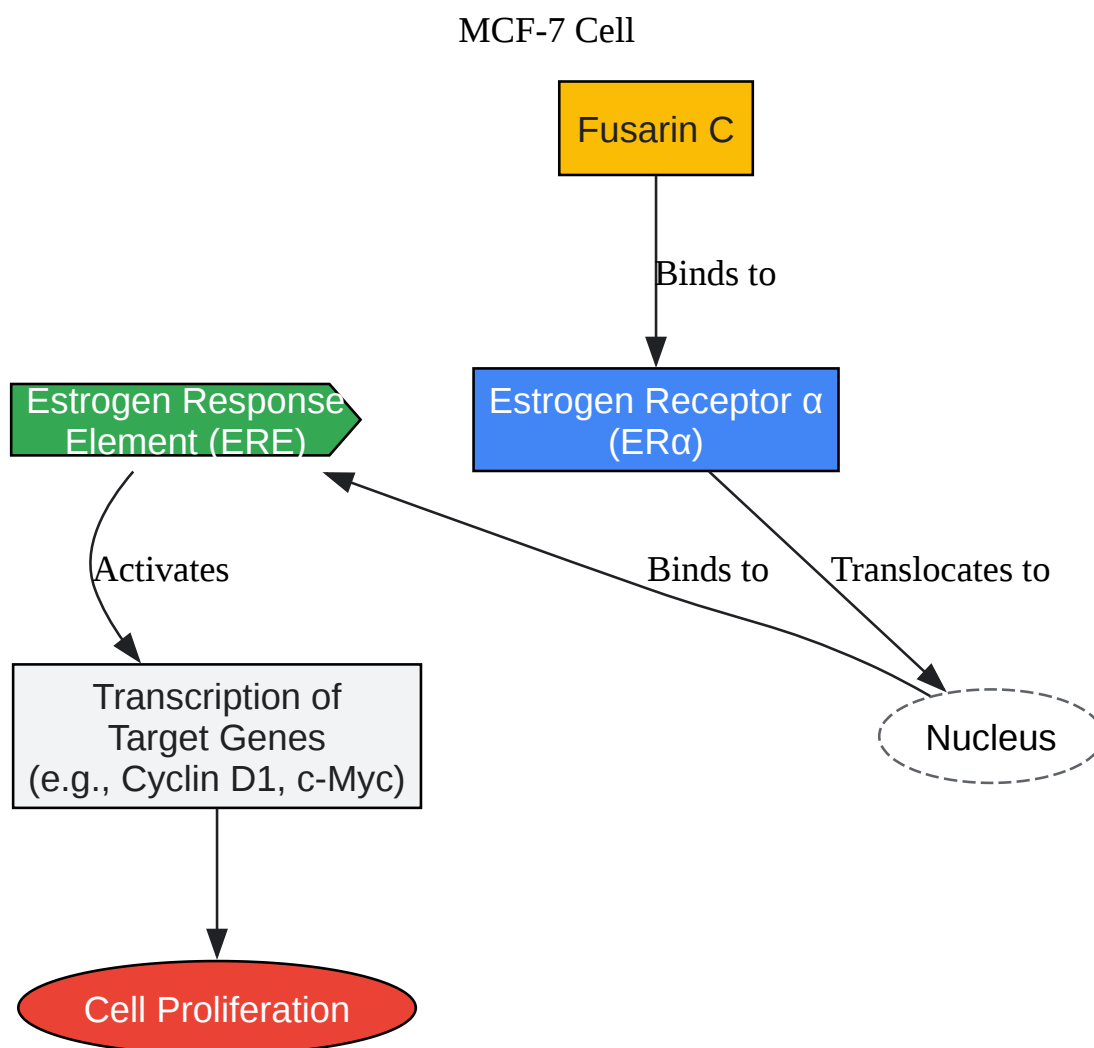 MCF-7 Cell
Fusarin C
Binds to
Estrogen Response
Element (ERE)
Estrogen Receptor α
(ERα)
Activates
Binds to
Translocates to
Transcription of
Target Genes
(e.g., Cyclin D1, c-Myc)
Nucleus
Cell Proliferation